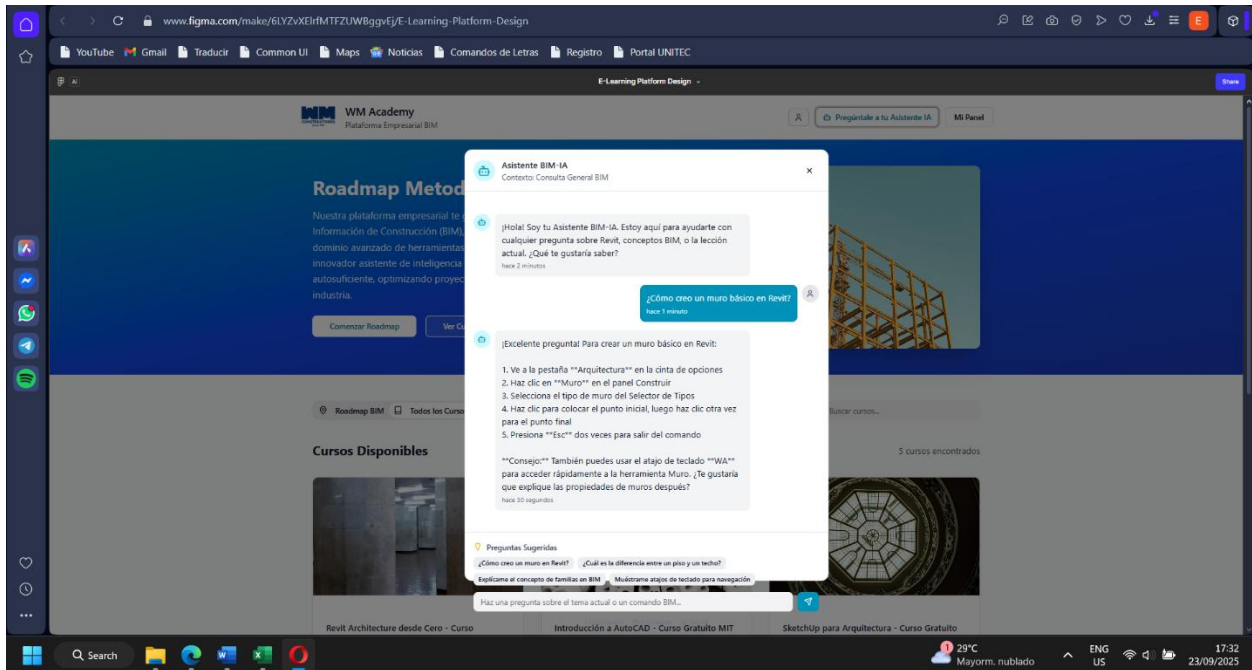 www.figma.com/make/6LYZvXElrfMTFZUWBggvEj/E-Learning-Platform-Design
E
YouTube Gmail Traducir Common UI Maps Noticias Comandos de Letras Registro Portal UNITEC
AI E-Learning Platform Design Share
WM Academy
Plataforma Empresarial BIM
Pregúntale a tu Asistente IA Mi Panel
Asistente BIM-IA
Contexto: Consulta General BIM
Roadmap Metod
Nuestra plataforma empresarial te
Información de Construcción (BIM),
dominio avanzado de herramientas
innovador asistente de inteligencia
autosuficiente, optimizando proyec
industria.
Comenzar Roadmap Ver Cu
¡Hola! Soy tu Asistente BIM-IA. Estoy aquí para ayudarte con
cualquier pregunta sobre Revit, conceptos BIM, o la lección
actual. ¿Qué te gustaría saber?
hace 2 minutos
¿Cómo creo un muro básico en Revit?
hace 1 minuto
¡Excelente pregunta! Para crear un muro básico en Revit:
1. Ve a la pestaña **Arquitectura** en la cinta de opciones
2. Haz clic en **Muro** en el panel Construir
3. Selecciona el tipo de muro del Selector de Tipos
4. Haz clic para colocar el punto inicial, luego haz clic otra vez
para el punto final
5. Presiona **Esc** dos veces para salir del comando
**Consejo:** También puedes usar el atajo de teclado **WA**
para acceder rápidamente a la herramienta Muro. ¿Te gustaría
que explique las propiedades de muros después?
hace 30 segundos
Roadmap BIM Todos los Curso
Buscar cursos...
Cursos Disponibles
5 cursos encontrados
Preguntas Sugeridas
¿Cómo creo un muro en Revit? ¿Cuál es la diferencia entre un piso y un techo?
Explícame el concepto de familias en BIM Muéstrame atajos de teclado para navegación
Haz una pregunta sobre el tema actual o un comando BIM...
Revit Architecture desde Cero - Curso
Introducción a AutoCAD - Curso Gratuito MIT
SketchUp para Arquitectura - Curso Gratuito
Search
1
29°C
Mayorm. nublado
ENG
US
17:32
23/09/2025